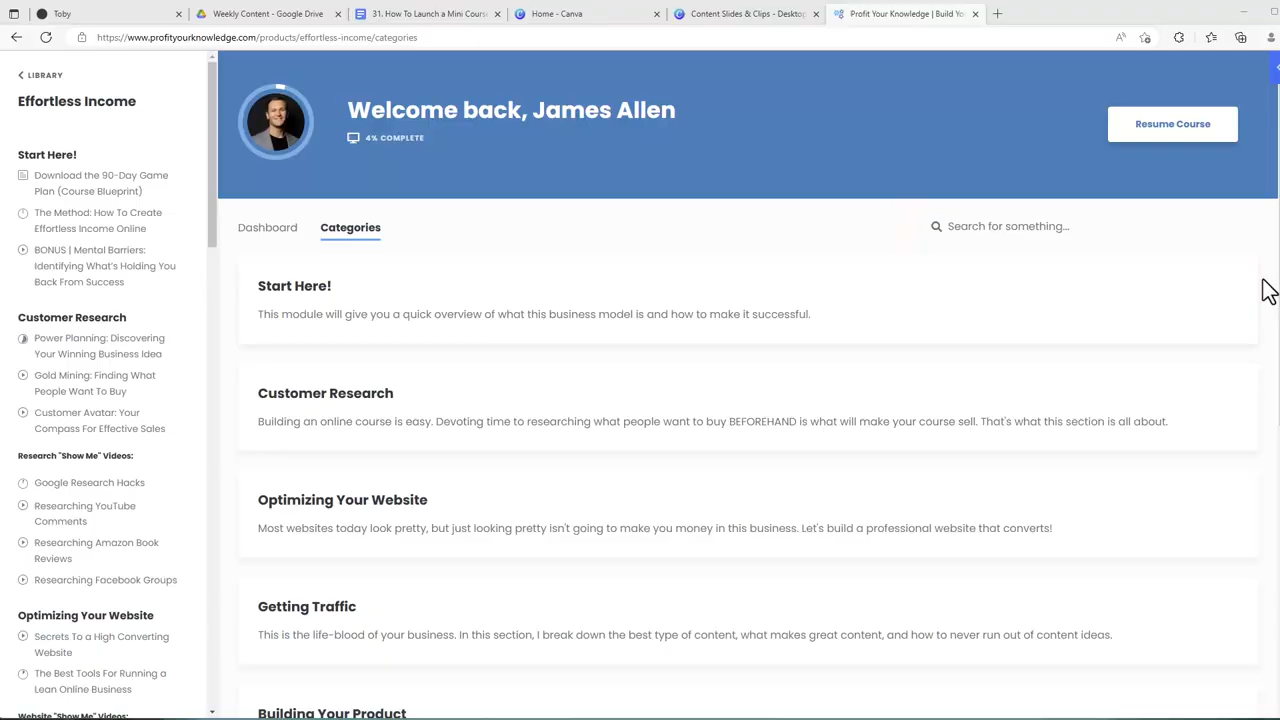 Toby
Weekly Content - Google Drive
31. How To Launch a Mini Cours
Home - Canva
Content Slides & Clips - Desktop
Profit Your Knowledge | Build Yo
https://www.profityourknowledge.com/products/effortless-income/categories
LIBRARY
Effortless Income
Start Here!
Download the 90-Day Game
Plan (Course Blueprint)
The Method: How To Create
Effortless Income Online
BONUS | Mental Barriers:
Identifying What's Holding You
Back From Success
Customer Research
Power Planning: Discovering
Your Winning Business Idea
Gold Mining: Finding What
People Want To Buy
Customer Avatar: Your
Compass For Effective Sales
Research "Show Me" Videos:
Google Research Hacks
Researching YouTube
Comments
Researching Amazon Book
Reviews
Researching Facebook Groups
Optimizing Your Website
Secrets To a High Converting
Website
The Best Tools For Running a
Lean Online Business
Website "Show Me" Videos:
Welcome back, James Allen
4% COMPLETE
Resume Course
Dashboard
Categories
Search for something...
Start Here!
This module will give you a quick overview of what this business model is and how to make it successful.
Customer Research
Building an online course is easy. Devoting time to researching what people want to buy BEFOREHAND is what will make your course sell. That's what this section is all about.
Optimizing Your Website
Most websites today look pretty, but just looking pretty isn't going to make you money in this business. Let's build a professional website that converts!
Getting Traffic
This is the life-blood of your business. In this section, I break down the best type of content, what makes great content, and how to never run out of content ideas.
Building Your Product